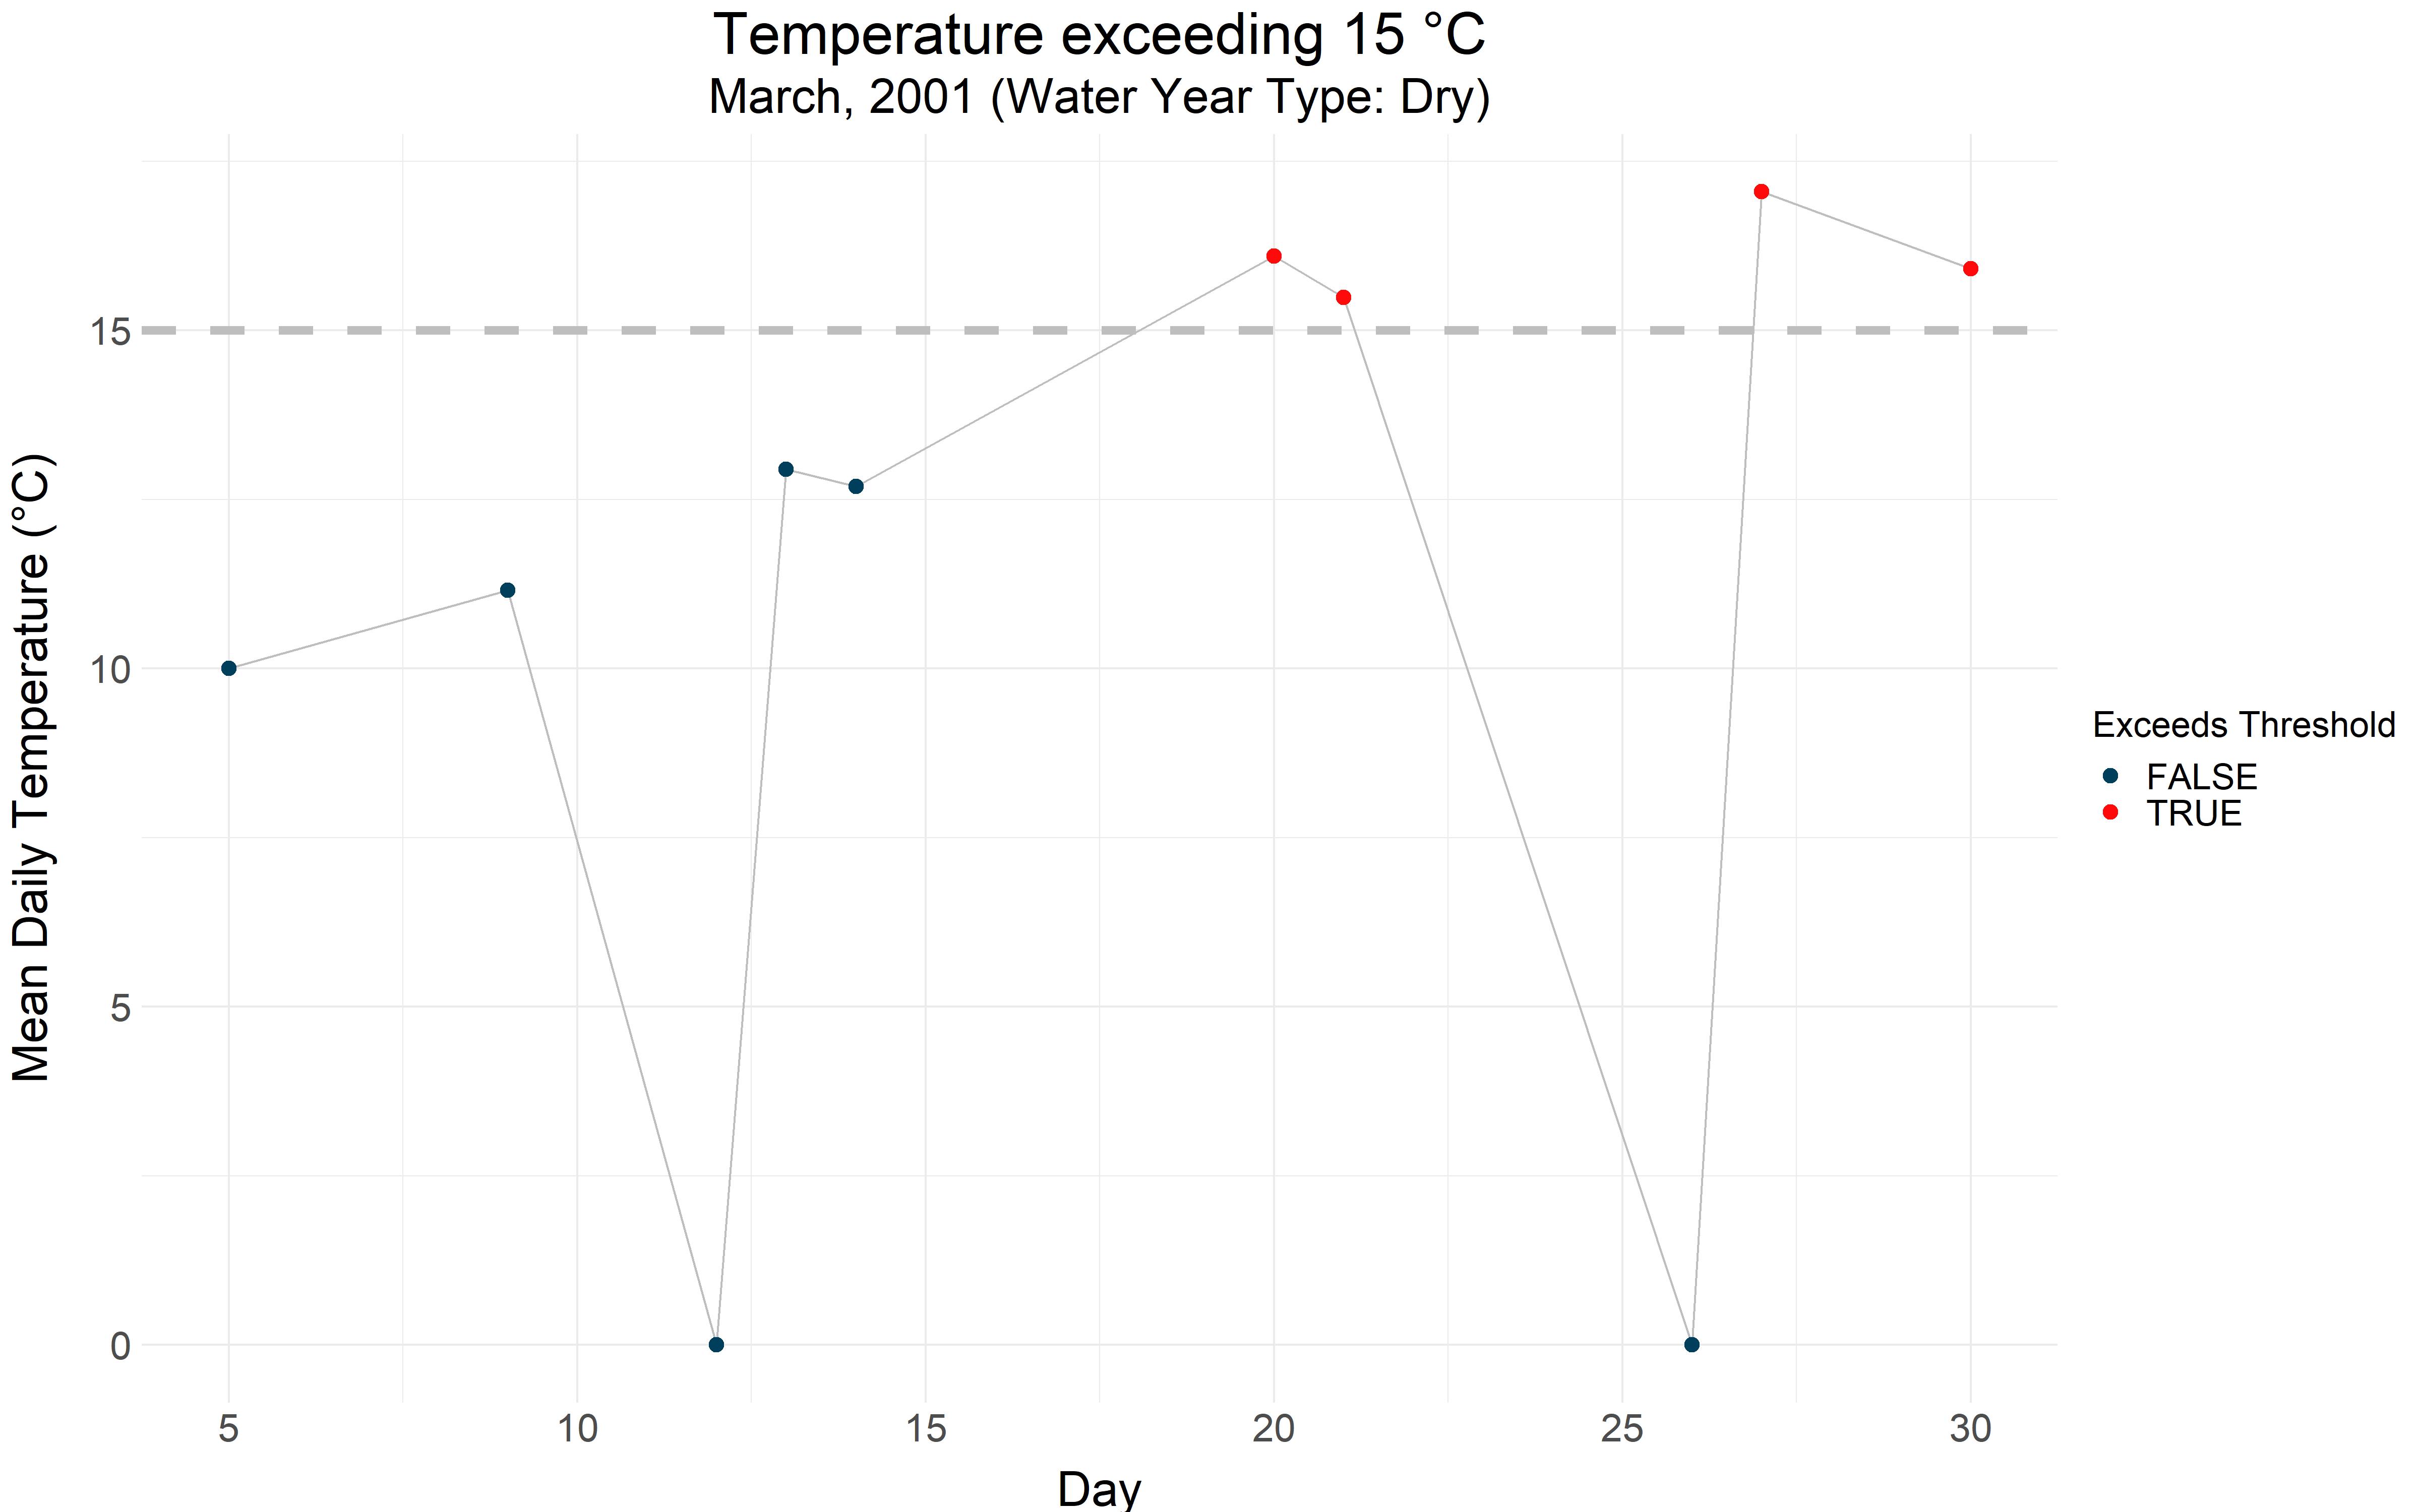 Temperature exceeding 15 °C
March, 2001 (Water Year Type: Dry)
Mean Daily Temperature (°C)
15
10
5
0
5
10
15
20
25
30
Day
Exceeds Threshold
FALSE
TRUE